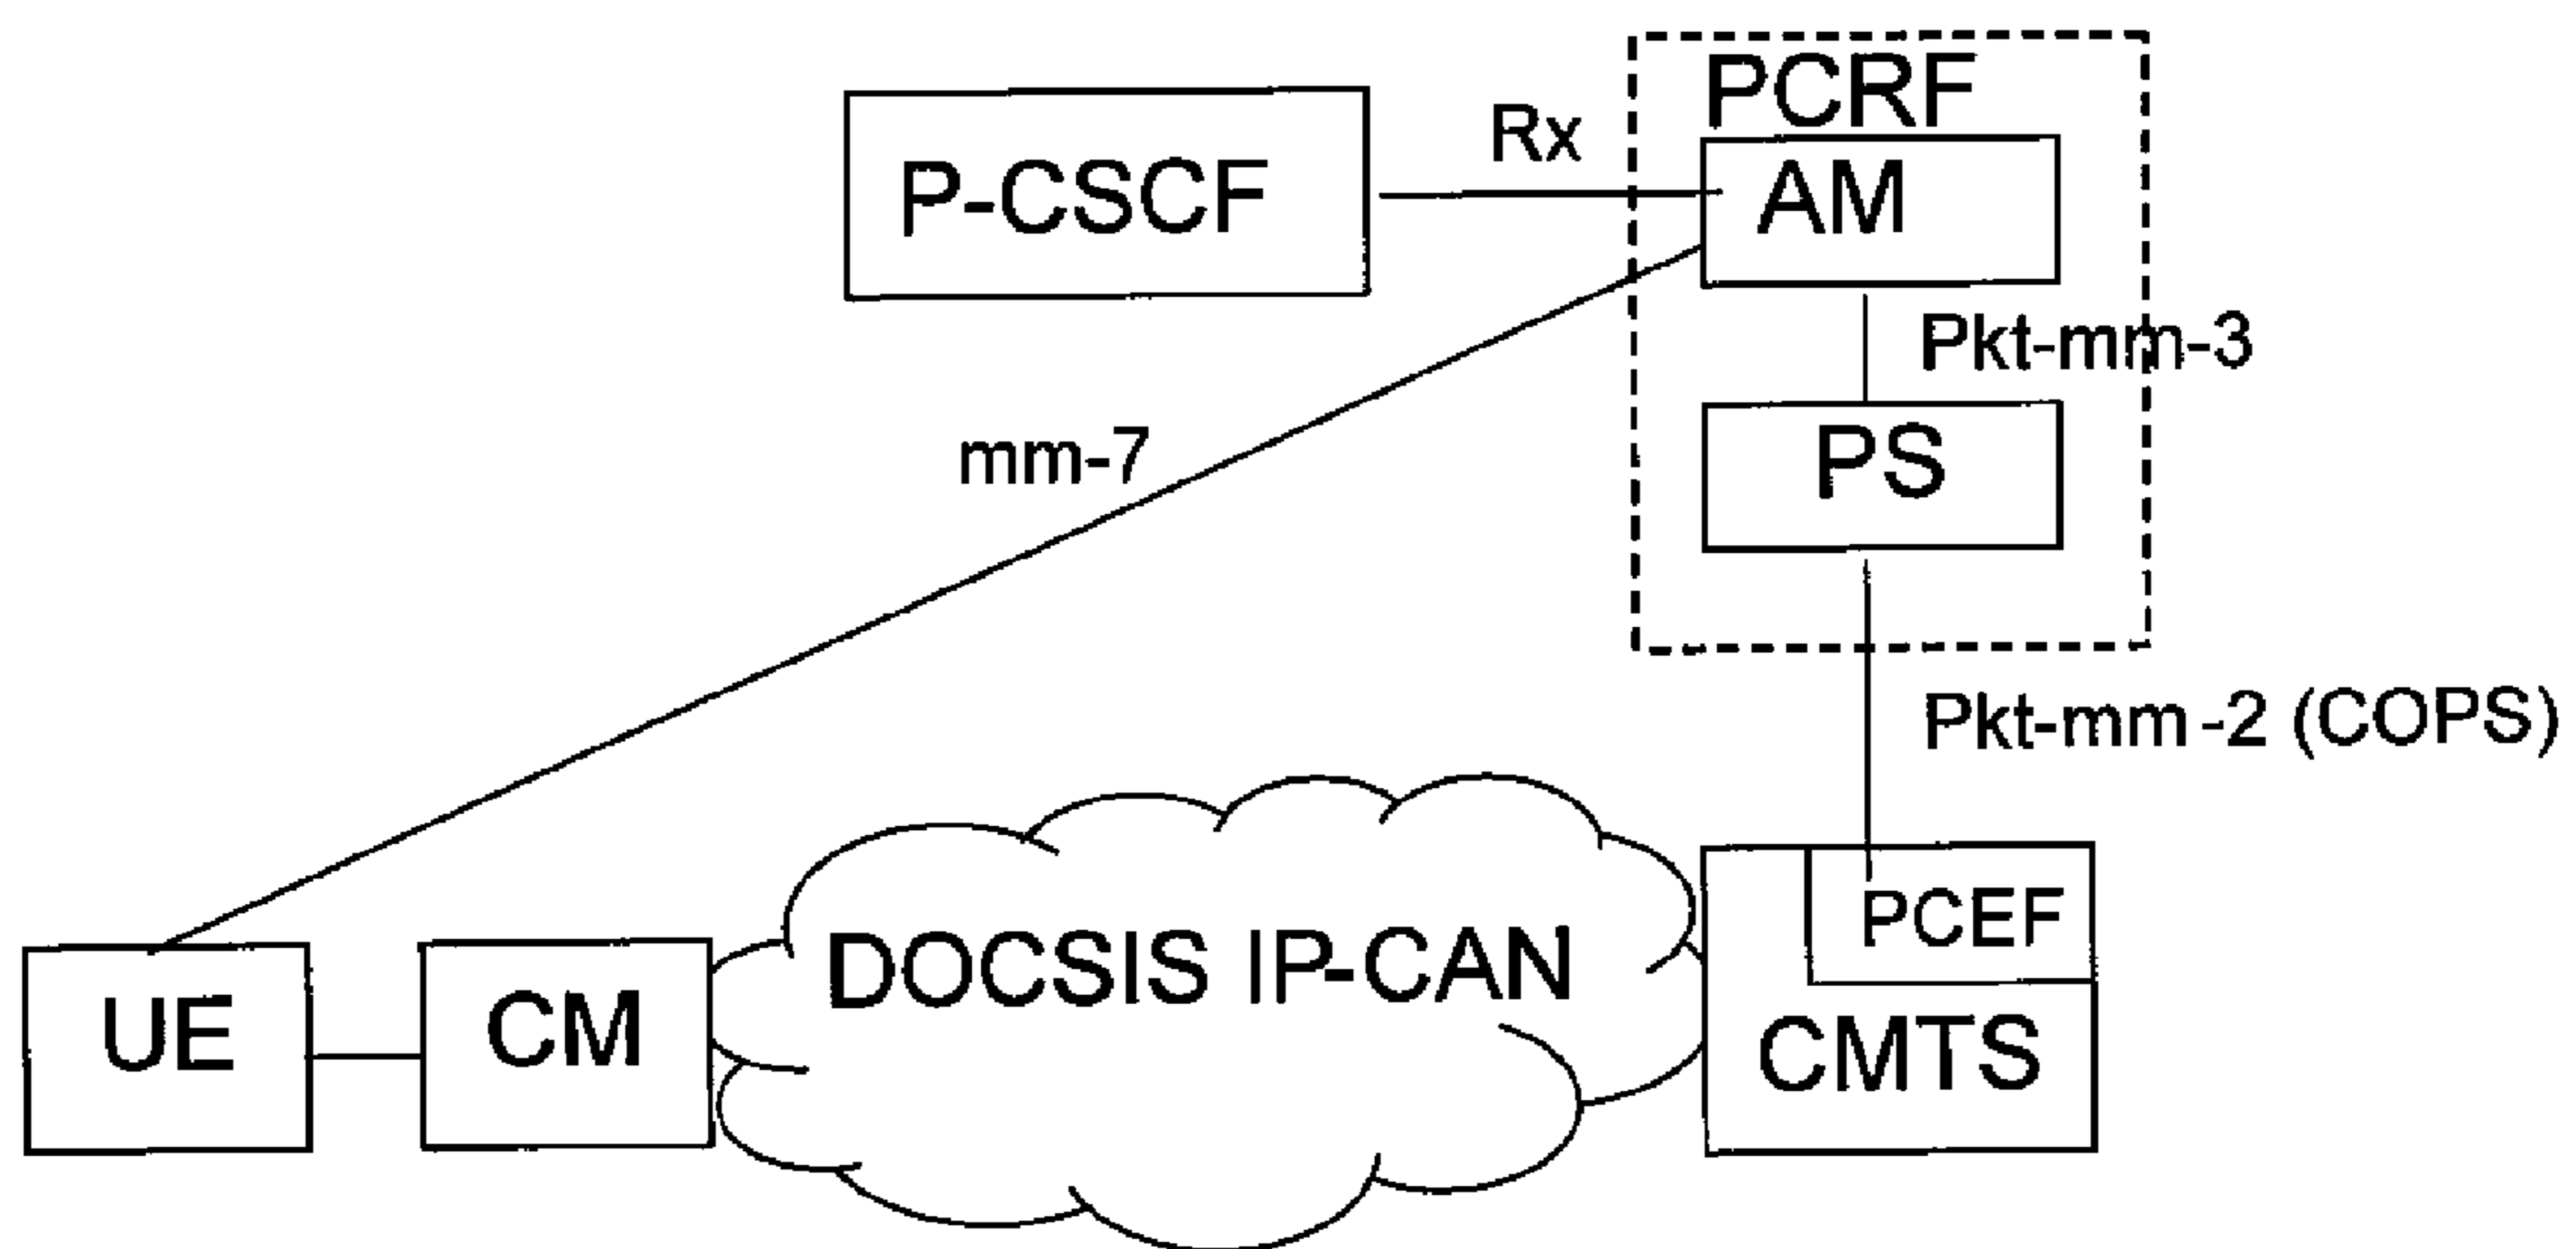 PCRF
Rx
P-CSCF
AM
Pkt-mm-3
mm-7
PS
Pkt-mm-2 (COPS)
PCEF
DOCSIS IP-CAN
UE
CM
CMTS